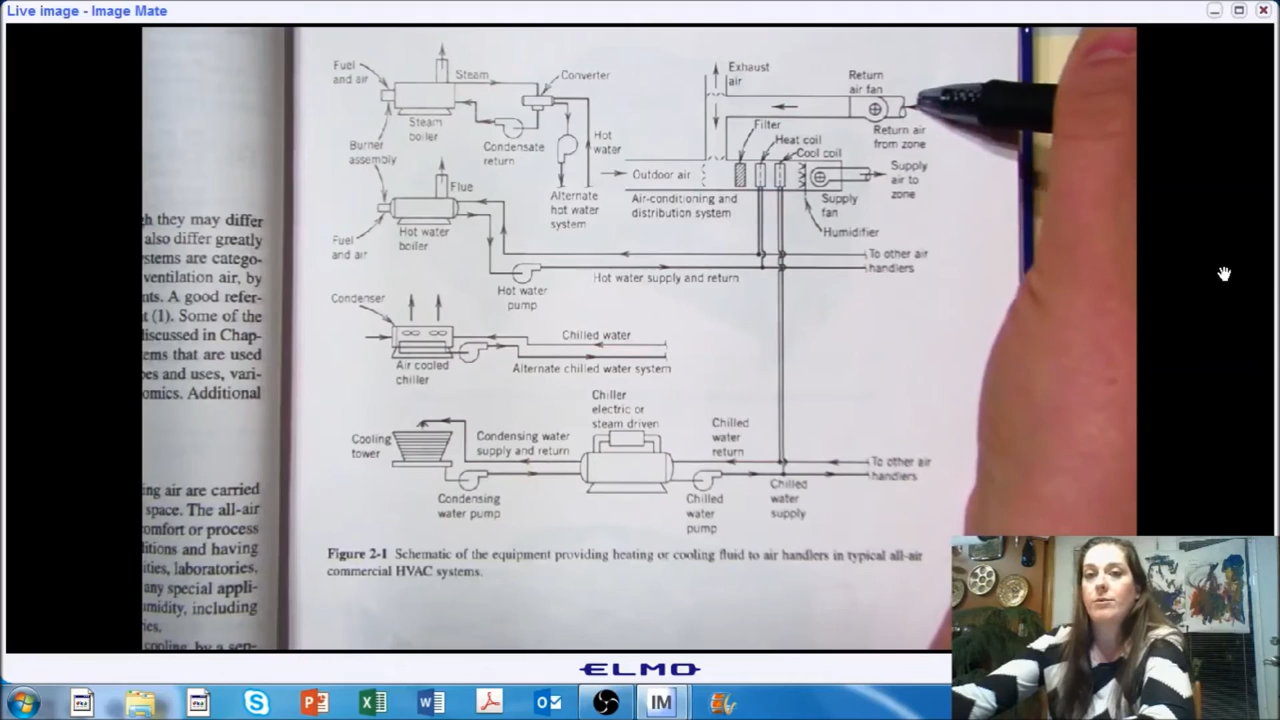 Live image - Image Mate
gh they may differ
also differ greatly
stems are catego-
ventilation air, by
nts. A good refer-
t (1). Some of the
discussed in Chap-
ems that are used
pes and uses, vari-
omics. Additional
ing air are carried
space. The all-air
omfort or process
ditions and having
ities, laboratories,
any special appli-
umidity, including
ries.
cooling, by a sen-
Fuel
and air
Steam
Converter
Steam
boiler
Condensate
return
Hot
water
Burner
assembly
Flue
Alternate
hot water
system
Hot water
boiler
Fuel
and air
Hot water
pump
Hot water supply and return
Exhaust
air
Return
air fan
Return air
from zone
Filter
Heat coil
Cool coil
Outdoor air
Supply
air to
zone
Air-conditioning and
distribution system
Supply
fan
Humidifier
To other air
handlers
Condenser
Air cooled
chiller
Chilled water
Alternate chilled water system
Chiller
electric or
steam driven
Cooling
tower
Condensing water
supply and return
Chilled
water
return
To other air
handlers
Condensing
water pump
Chilled
water
pump
Chilled
water
supply
Figure 2-1 Schematic of the equipment providing heating or cooling fluid to air handlers in typical all-air
commercial HVAC systems.
ELMO
IM